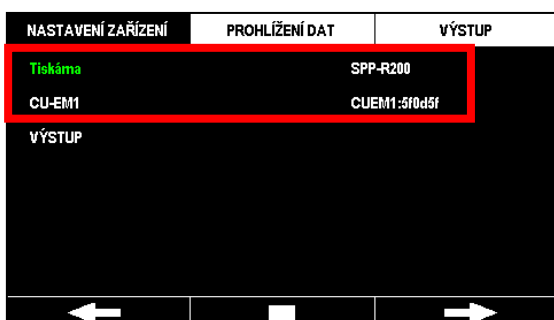 NASTAVENÍ ZAŘÍZENÍ PROHLÍŽENÍ DAT VÝSTUP
Tiskárna SPP-R200
CU-EM1 CUEM1:5f0d5f
VÝSTUP